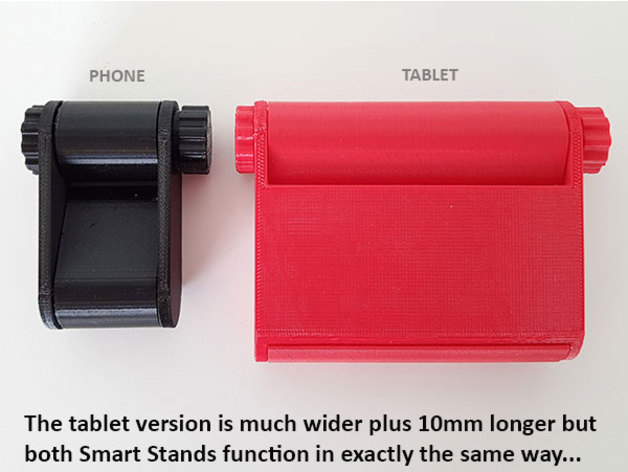 PHONE
TABLET
The tablet version is much wider plus 10mm longer but
both Smart Stands function in exactly the same way...